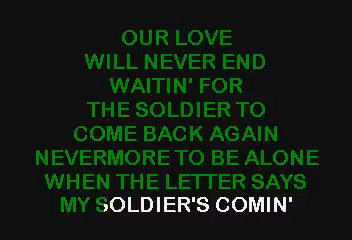 OUR LOVE
WILL NEVER END
WAITIN' FOR
THE SOLDIER TO
COME BACK AGAIN
NEVERMORE TO BE ALONE
WHEN THE LETTER SAYS
MY SOLDIER'S COMIN'